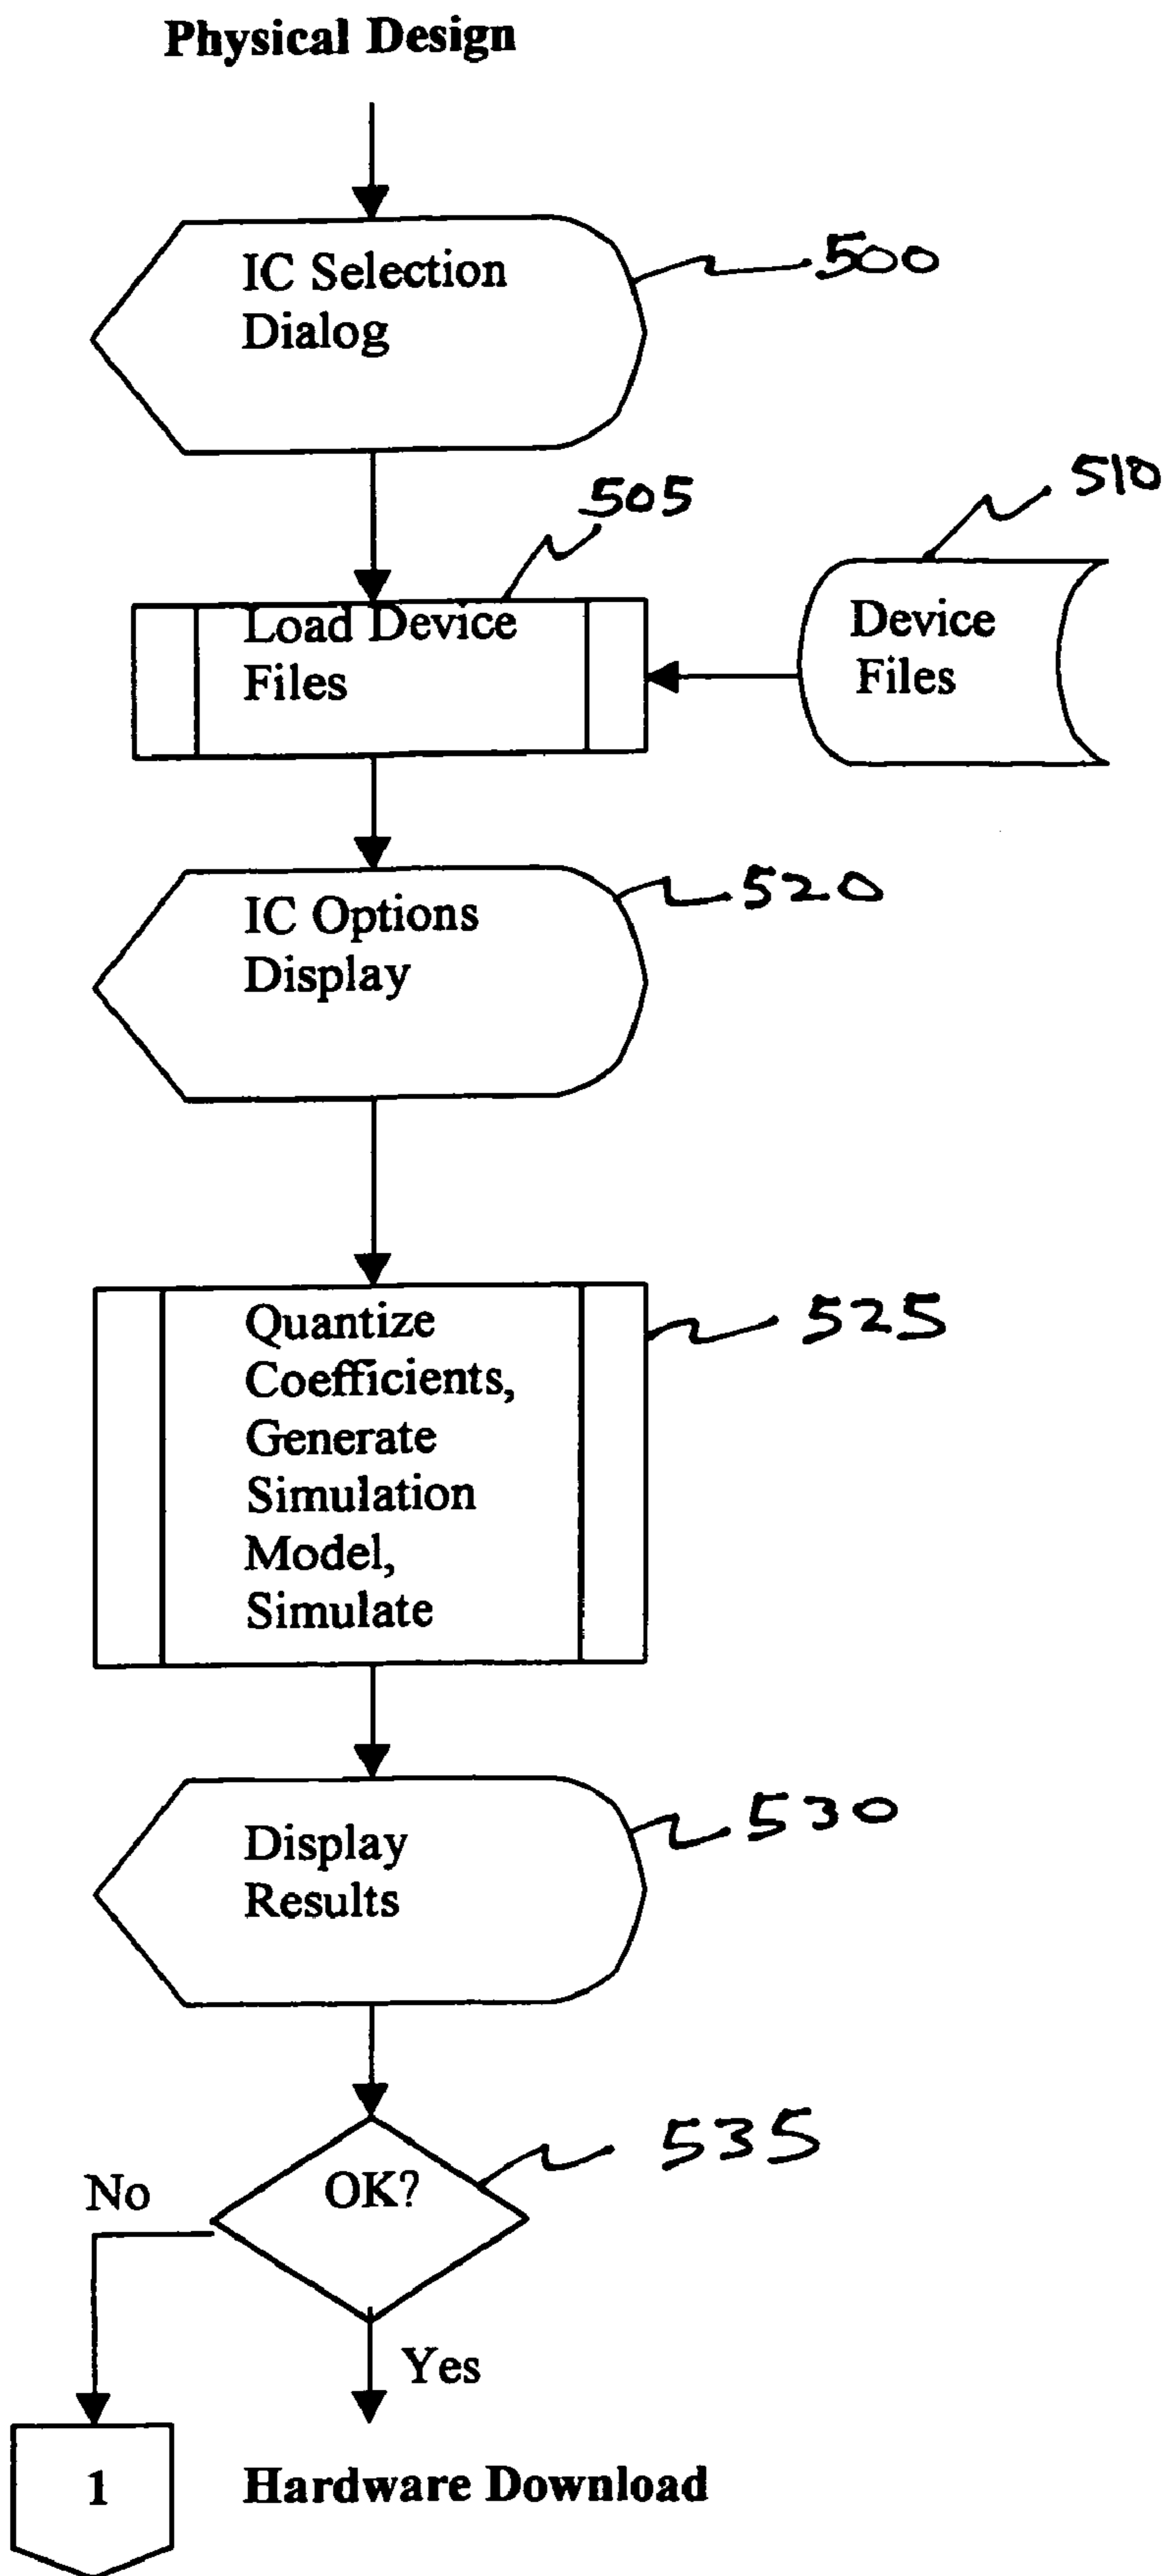 Physical Design
IC Selection
Dialog
500
505
510
Load Device
Files
Device
Files
IC Options
Display
520
Quantize
Coefficients,
Generate
Simulation
Model,
Simulate
525
Display
Results
530
OK?
535
No
Yes
1
Hardware Download